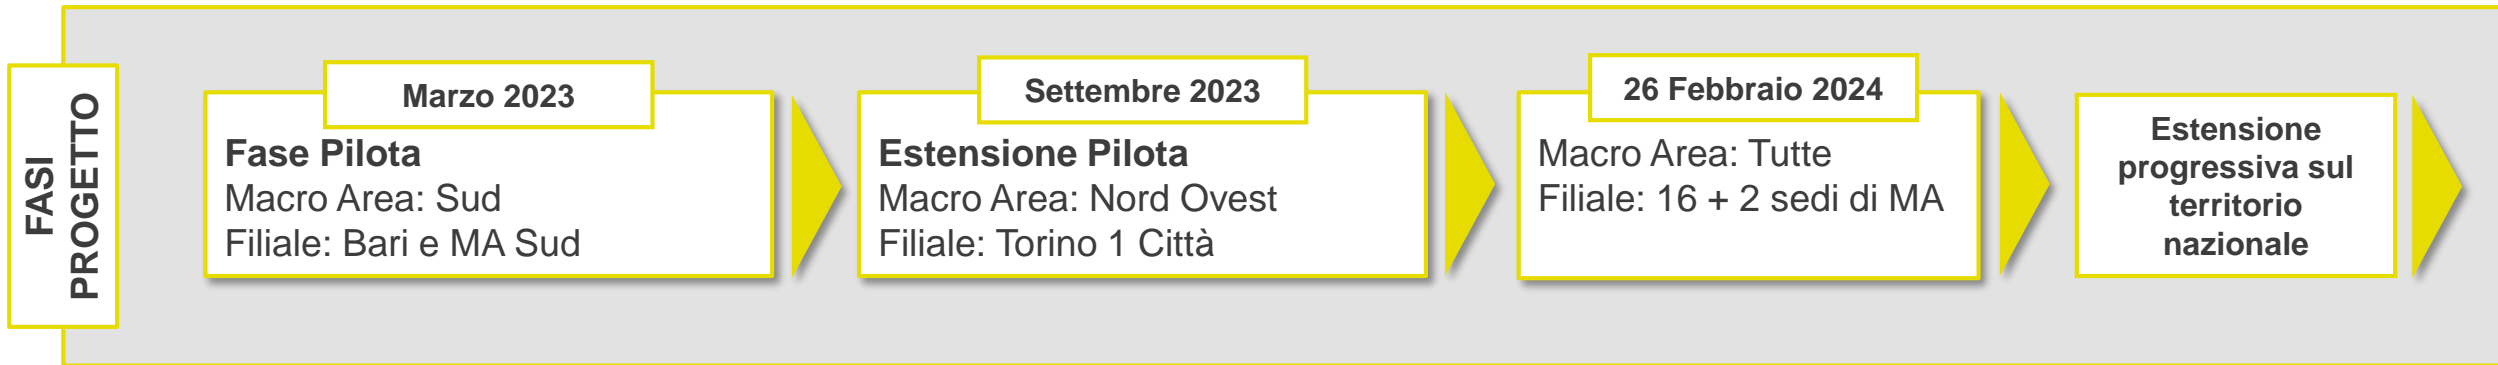 FASI
PROGETTO
Marzo 2023
Fase Pilota
Macro Area: Sud
Filiale: Bari e MA Sud
Settembre 2023
Estensione Pilota
Macro Area: Nord Ovest
Filiale: Torino 1 Città
26 Febbraio 2024
Macro Area: Tutte
Filiale: 16 + 2 sedi di MA
Estensione
progressiva sul
territorio
nazionale